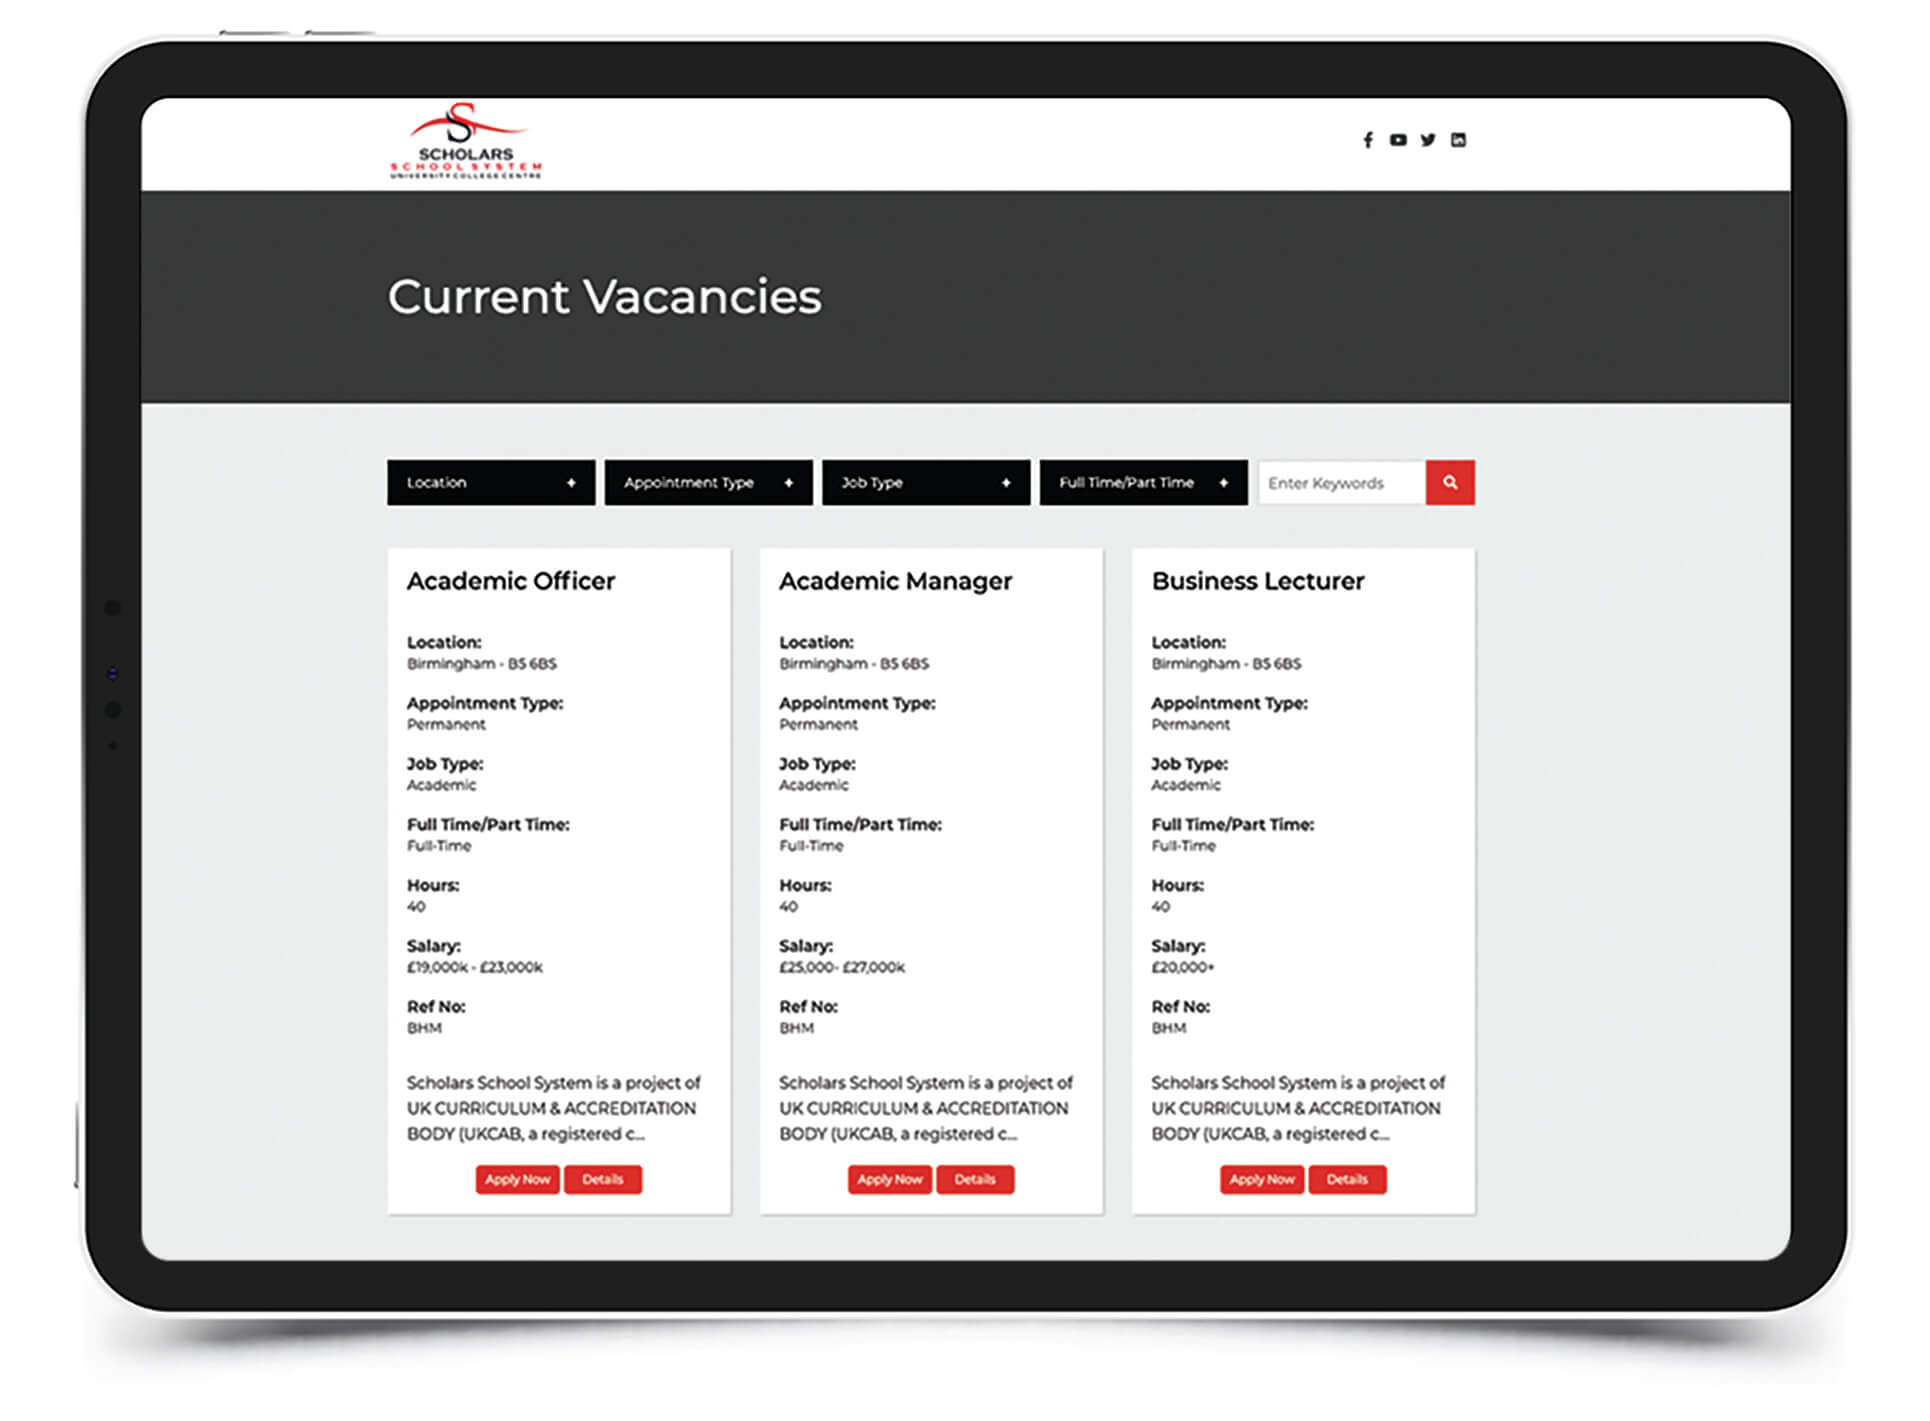 S
SCHOLARS
SCHOOL SYSTEM
UNIVERSITY COLLEGE CENTRE
Current Vacancies
Location +
Appointment Type +
Job Type +
Full Time/Part Time +
Enter Keywords
Academic Officer
Location:
Birmingham - B5 6BS
Appointment Type:
Permanent
Job Type:
Academic
Full Time/Part Time:
Full-Time
Hours:
40
Salary:
£19,000k - £23,000k
Ref No:
BHM
Scholars School System is a project of
UK CURRICULUM & ACCREDITATION
BODY (UKCAB, a registered c...
Apply Now
Details
Academic Manager
Location:
Birmingham - B5 6BS
Appointment Type:
Permanent
Job Type:
Academic
Full Time/Part Time:
Full-Time
Hours:
40
Salary:
£25,000- £27,000k
Ref No:
BHM
Scholars School System is a project of
UK CURRICULUM & ACCREDITATION
BODY (UKCAB, a registered c...
Apply Now
Details
Business Lecturer
Location:
Birmingham - B5 6BS
Appointment Type:
Permanent
Job Type:
Academic
Full Time/Part Time:
Full-Time
Hours:
40
Salary:
£20,000+
Ref No:
BHM
Scholars School System is a project of
UK CURRICULUM & ACCREDITATION
BODY (UKCAB, a registered c...
Apply Now
Details